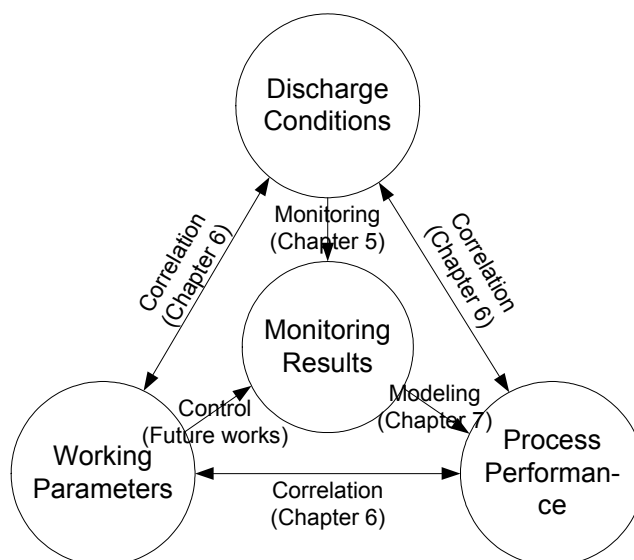 Discharge
Conditions
Monitoring
(Chapter 5)
Correlation
(Chapter 6)
Correlation
(Chapter 6)
Monitoring
Results
Control
(Future works)
Modeling
(Chapter 7)
Working
Parameters
Process
Performan-
ce
Correlation
(Chapter 6)